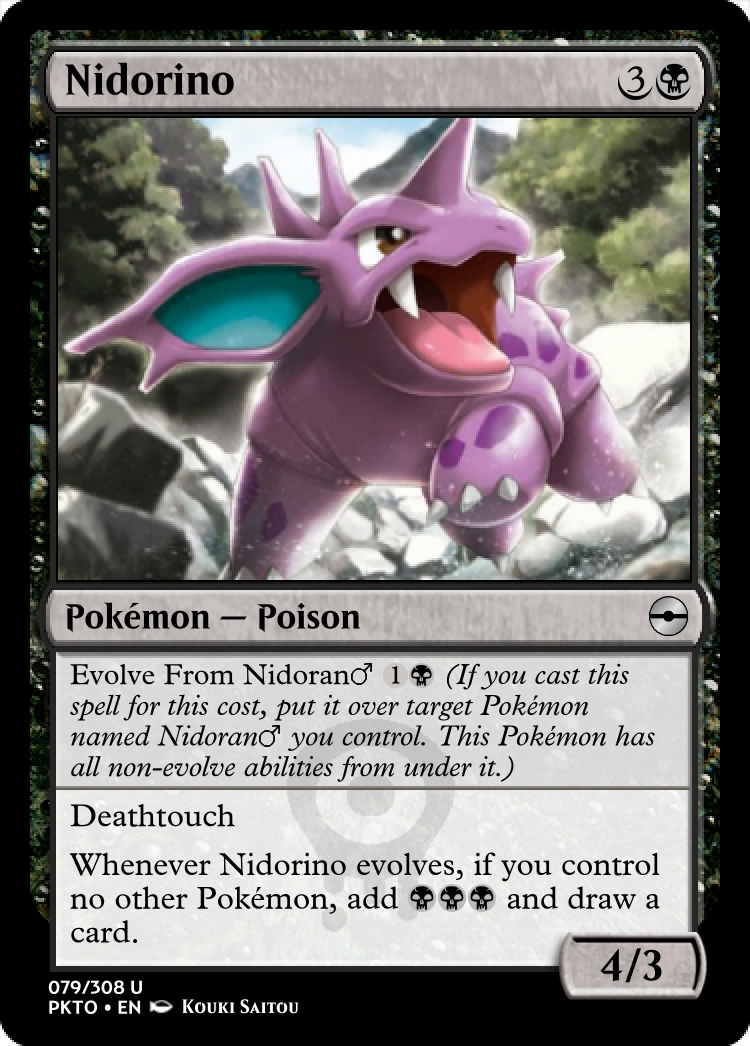 Nidorino 3
Pokémon — Poison
Evolve From Nidoran♂ 1 (If you cast this
spell for this cost, put it over target Pokémon
named Nidoran♂ you control. This Pokémon has
all non-evolve abilities from under it.)
Deathtouch
Whenever Nidorino evolves, if you control
no other Pokémon, add and draw a
card.
4/3
079/308 U
PKTO • EN Kouki Saitou